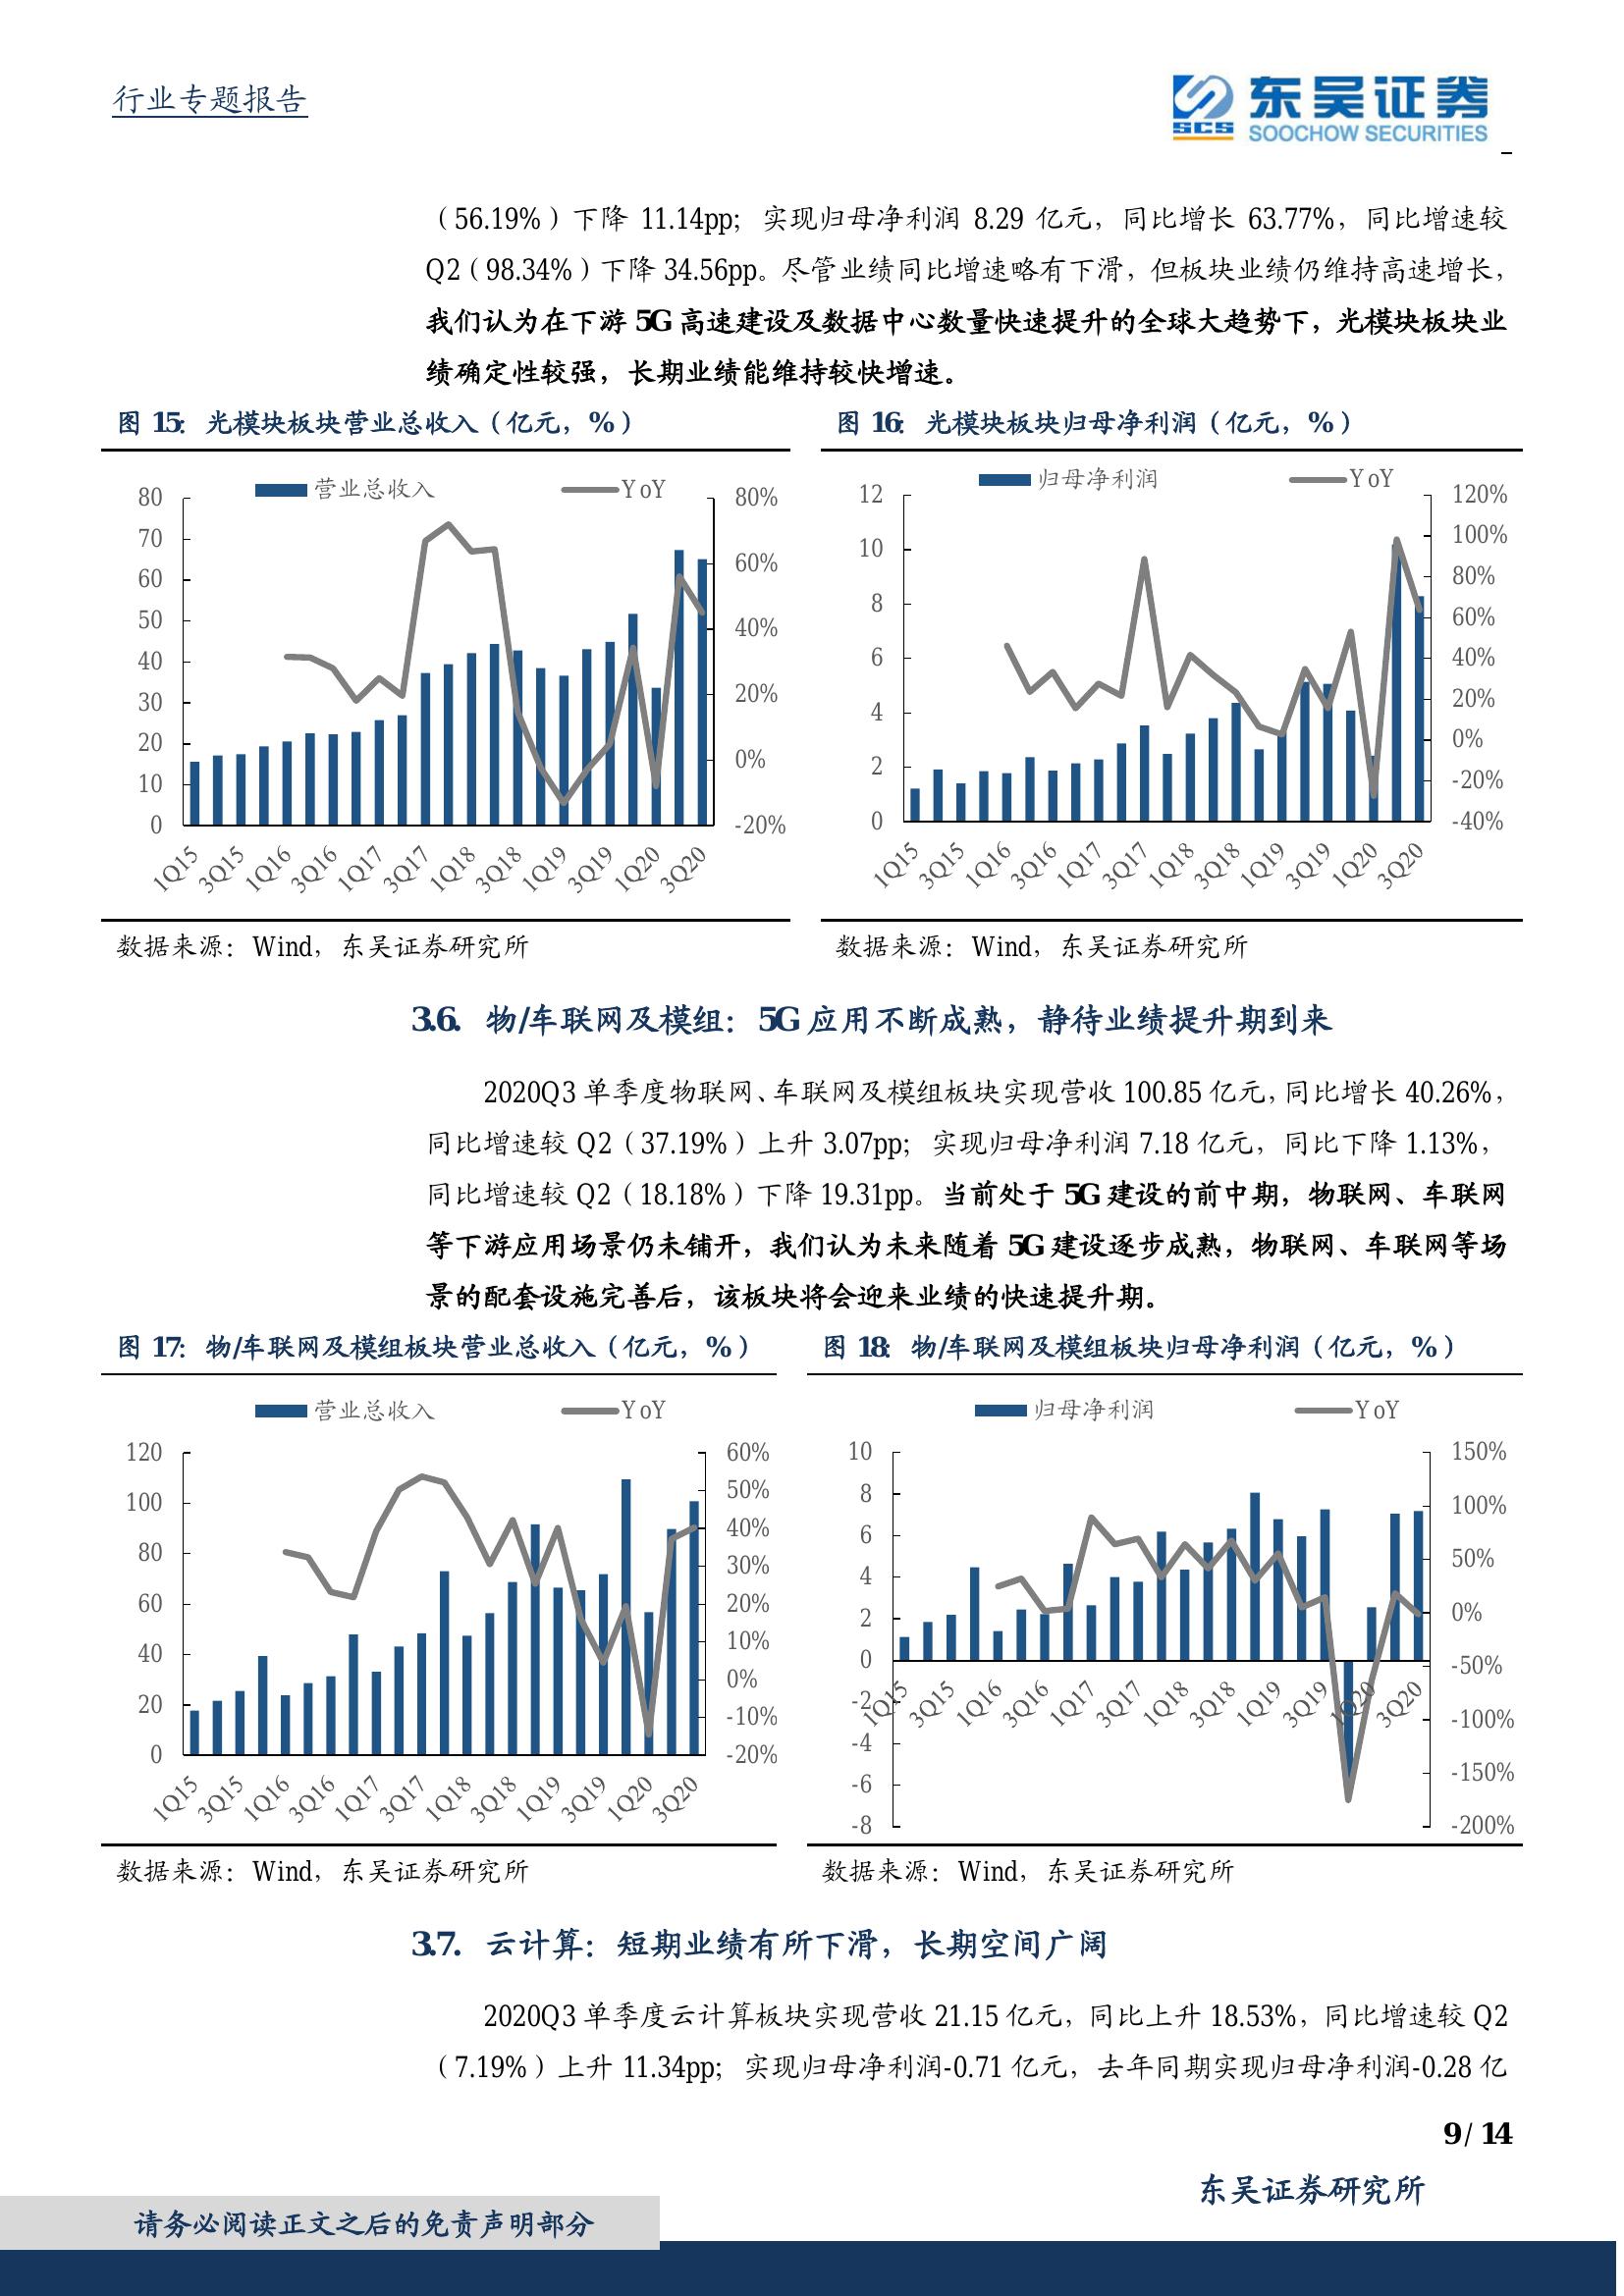 行业专题报告
东吴证券
SCS
SOOCHOW SECURITIES
（56.19%）下降 11.14pp；实现归母净利润 8.29 亿元，同比增长 63.77%，同比增速较
Q2（98.34%）下降 34.56pp。尽管业绩同比增速略有下滑，但板块业绩仍维持高速增长，
我们认为在下游 5G 高速建设及数据中心数量快速提升的全球大趋势下，光模块板块业
绩确定性较强，长期业绩能维持较快增速。
图 15：光模块板块营业总收入（亿元，%）
营业总收入 YoY
80
70
60
50
40
30
20
10
0
80%
60%
40%
20%
0%
-20%
1Q15 3Q15 1Q16 3Q16 1Q17 3Q17 1Q18 3Q18 1Q19 3Q19 1Q20 3Q20
数据来源：Wind，东吴证券研究所
图 16：光模块板块归母净利润（亿元，%）
归母净利润 YoY
12
10
8
6
4
2
0
120%
100%
80%
60%
40%
20%
0%
-20%
-40%
1Q15 3Q15 1Q16 3Q16 1Q17 3Q17 1Q18 3Q18 1Q19 3Q19 1Q20 3Q20
数据来源：Wind，东吴证券研究所
3.6. 物/车联网及模组：5G 应用不断成熟，静待业绩提升期到来
2020Q3 单季度物联网、车联网及模组板块实现营收 100.85 亿元，同比增长 40.26%，
同比增速较 Q2（37.19%）上升 3.07pp；实现归母净利润 7.18 亿元，同比下降 1.13%，
同比增速较 Q2（18.18%）下降 19.31pp。当前处于 5G 建设的前中期，物联网、车联网
等下游应用场景仍未铺开，我们认为未来随着 5G 建设逐步成熟，物联网、车联网等场
景的配套设施完善后，该板块将会迎来业绩的快速提升期。
图 17：物/车联网及模组板块营业总收入（亿元，%）
营业总收入 YoY
120
100
80
60
40
20
0
60%
50%
40%
30%
20%
10%
0%
-10%
-20%
1Q15 3Q15 1Q16 3Q16 1Q17 3Q17 1Q18 3Q18 1Q19 3Q19 1Q20 3Q20
数据来源：Wind，东吴证券研究所
图 18：物/车联网及模组板块归母净利润（亿元，%）
归母净利润 YoY
10
8
6
4
2
0
-2
-4
-6
-8
150%
100%
50%
0%
-50%
-100%
-150%
-200%
1Q15 3Q15 1Q16 3Q16 1Q17 3Q17 1Q18 3Q18 1Q19 3Q19 1Q20 3Q20
数据来源：Wind，东吴证券研究所
3.7. 云计算：短期业绩有所下滑，长期空间广阔
2020Q3 单季度云计算板块实现营收 21.15 亿元，同比上升 18.53%，同比增速较 Q2
（7.19%）上升 11.34pp；实现归母净利润-0.71 亿元，去年同期实现归母净利润-0.28 亿
9 / 14
东吴证券研究所
请务必阅读正文之后的免责声明部分